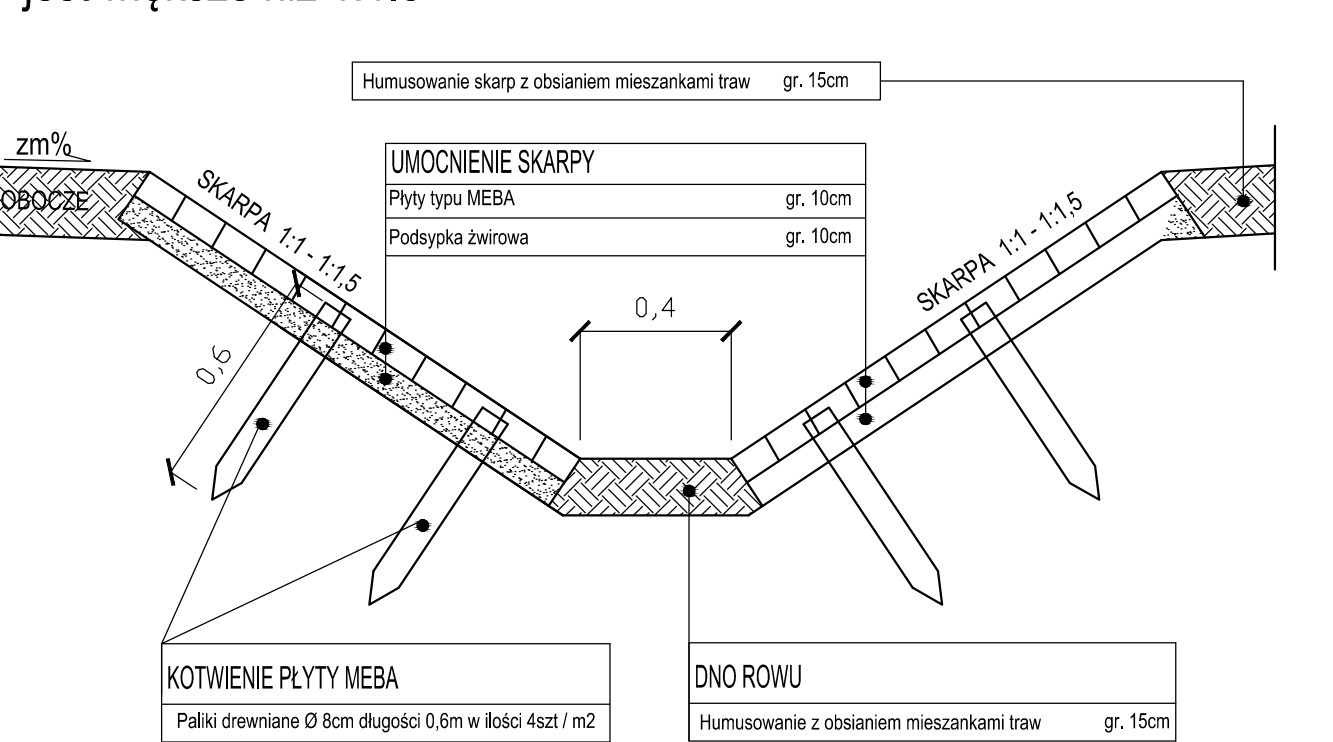 Humusowanie skarp z obsianiem mieszankami traw gr. 15cm
zm%
UMOCNIENIE SKARPY
Płyty typu MEBA gr. 10cm
Podsypka żwirowa gr. 10cm
OBOCZE
SKARPA 1:1 - 1:1,5
SKARPA 1:1 - 1:1,5
0,4
0,6
KOTWIENIE PŁYTY MEBA
Paliki drewniane Ø 8cm długości 0,6m w ilości 4szt / m2
DNO ROWU
Humusowanie z obsianiem mieszankami traw gr. 15cm